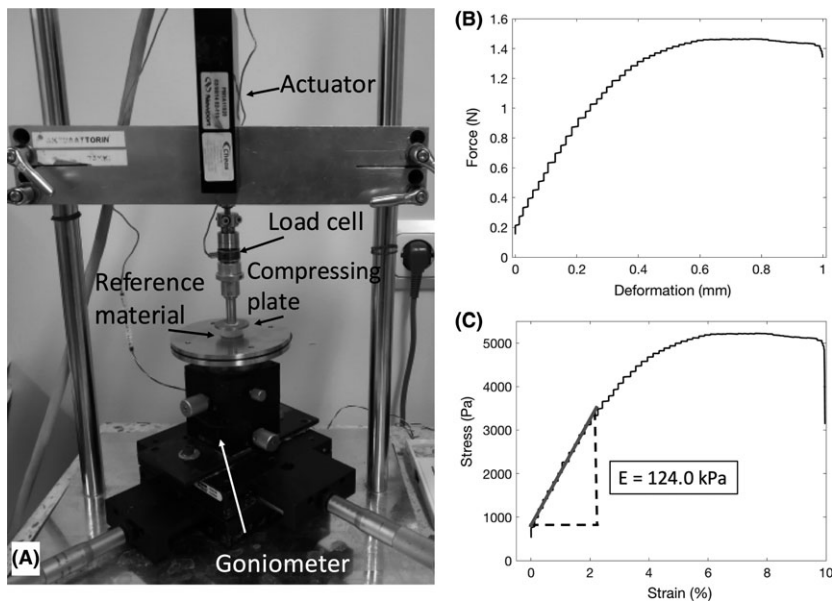 Actuator
Load cell
Compressing
plate
Reference
material
Goniometer
(A)
Newport
(B)
1.6
1.4
1.2
1
0.8
0.6
0.4
0.2
0
Force (N)
0
0.2
0.4
0.6
0.8
1
Deformation (mm)
(C)
5000
4000
3000
2000
1000
0
Stress (Pa)
E = 124.0 kPa
0
2
4
6
8
10
Strain (%)